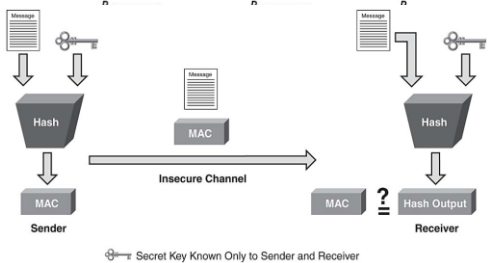 Message
Message
Message
Hash
Hash
MAC
Insecure Channel
MAC
MAC
?
=
Hash Output
Sender
Receiver
Secret Key Known Only to Sender and Receiver